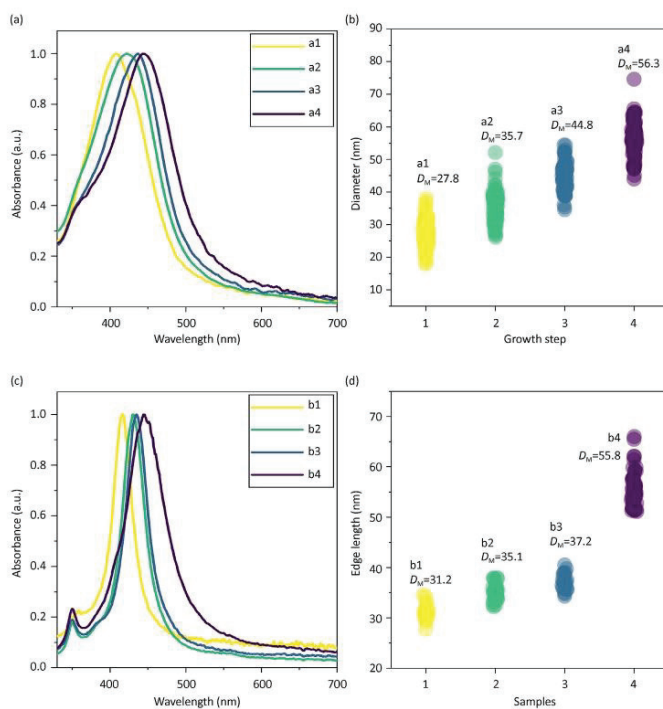 (a)
1.0
0.8
0.6
0.4
0.2
0.0
Absorbance (a.u.)
400
500
600
700
Wavelength (nm)
a1
a2
a3
a4
(b)
90
80
70
60
50
40
30
20
10
Diameter (nm)
a1
DM=27.8
a2
DM=35.7
a3
DM=44.8
a4
DM=56.3
1
2
3
4
Growth step
(c)
1.0
0.8
0.6
0.4
0.2
0.0
Absorbance (a.u.)
400
500
600
700
Wavelength (nm)
b1
b2
b3
b4
(d)
70
60
50
40
30
20
Edge length (nm)
b1
DM=31.2
b2
DM=35.1
b3
DM=37.2
b4
DM=55.8
1
2
3
4
Samples